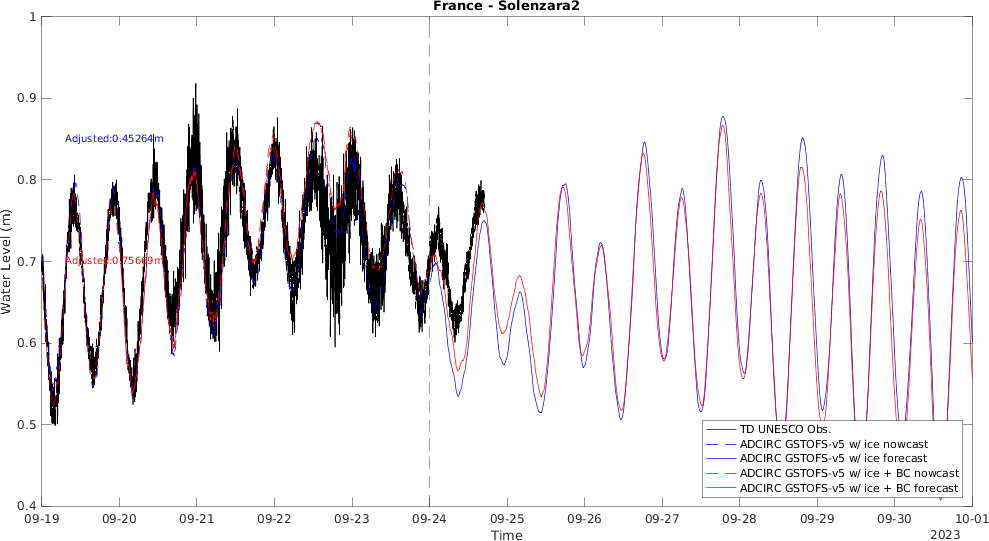 France - Solenzara2
1
0.9
0.8
0.7
0.6
0.5
0.4
Water Level (m)
Adjusted:0.45264m
Adjusted:0.75669m
TD UNESCO Obs.
ADCIRC GSTOFS-v5 w/ ice nowcast
ADCIRC GSTOFS-v5 w/ ice forecast
ADCIRC GSTOFS-v5 w/ ice + BC nowcast
ADCIRC GSTOFS-v5 w/ ice + BC forecast
09-19 09-20 09-21 09-22 09-23 09-24 09-25 09-26 09-27 09-28 09-29 09-30 10-01
Time
2023